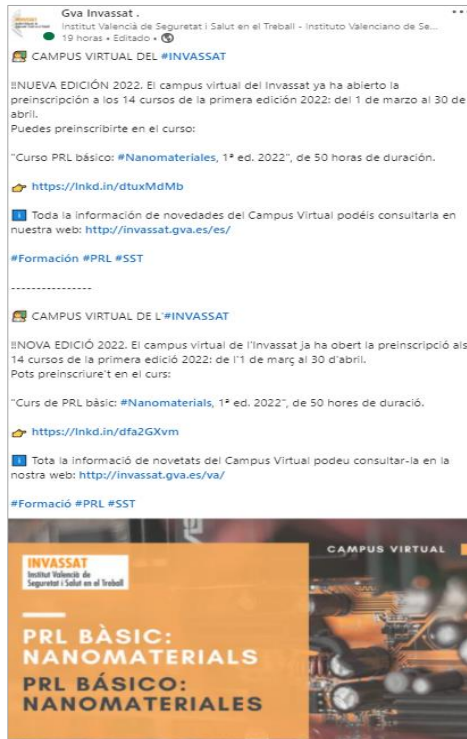 Gva Invassat .
Institut Valencià de Seguretat i Salut en el Treball - Instituto Valenciano de Se...
19 horas • Editado •
CAMPUS VIRTUAL DEL #INVASSAT
‼NUEVA EDICIÓN 2022. El campus virtual del Invassat ya ha abierto la
preinscripción a los 14 cursos de la primera edición 2022: del 1 de marzo al 30 de
abril.
Puedes preinscribirte en el curso:
"Curso PRL básico: #Nanomateriales, 1ª ed. 2022", de 50 horas de duración.
https://lnkd.in/dtuxMdMb
Toda la información de novedades del Campus Virtual podéis consultarla en
nuestra web: http://invassat.gva.es/es/
#Formación #PRL #SST
----------------
CAMPUS VIRTUAL DE L'#INVASSAT
‼NOVA EDICIÓ 2022. El campus virtual de l'Invassat ja ha obert la preinscripció als
14 cursos de la primera edició 2022: de l'1 de març al 30 d'abril.
Pots preinscriure't en el curs:
"Curs de PRL bàsic: #Nanomaterials, 1ª ed. 2022", de 50 hores de duració.
https://lnkd.in/dfa2GXvm
Tota la informació de novetats del Campus Virtual podeu consultar-la en la
nostra web: http://invassat.gva.es/va/
#Formació #PRL #SST
CAMPUS VIRTUAL
INVASSAT
Institut Valencià de
Seguretat i Salut en el Treball
PRL BÀSIC:
NANOMATERIALS
PRL BÁSICO:
NANOMATERIALES